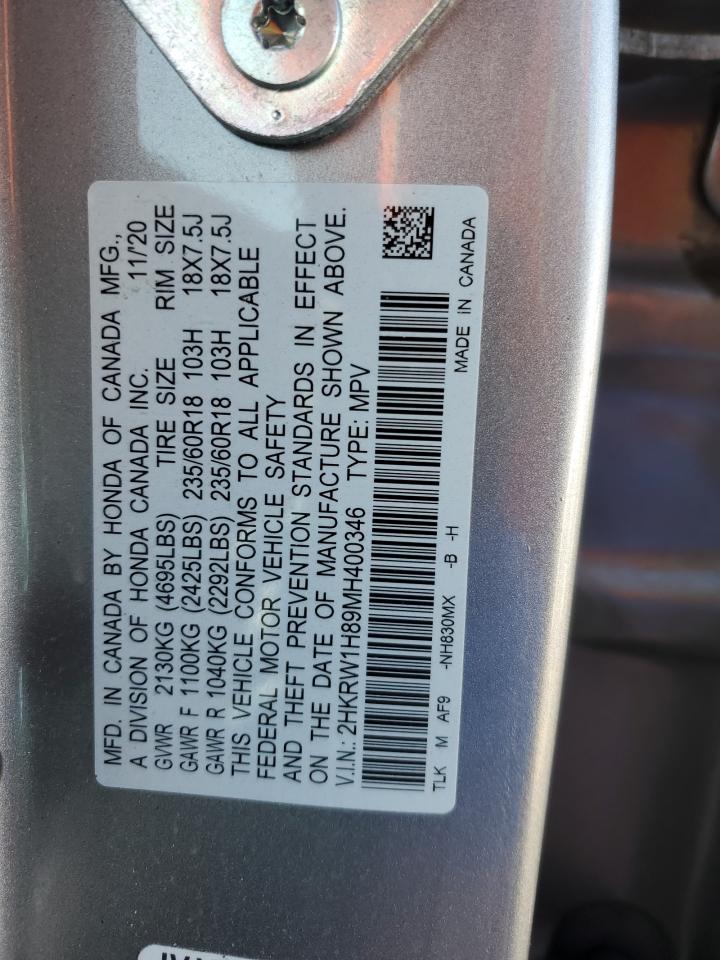 MFD. IN CANADA BY HONDA OF CANADA MFG.,
A DIVISION OF HONDA CANADA INC. 11/'20
GVWR 2130KG (4695LBS) TIRE SIZE RIM SIZE
GAWR F 1100KG (2425LBS) 235/60R18 103H 18X7.5J
GAWR R 1040KG (2292LBS) 235/60R18 103H 18X7.5J
THIS VEHICLE CONFORMS TO ALL APPLICABLE
FEDERAL MOTOR VEHICLE SAFETY
AND THEFT PREVENTION STANDARDS IN EFFECT
ON THE DATE OF MANUFACTURE SHOWN ABOVE.
V.I.N.: 2HKRW1H89MH400346 TYPE: MPV
TLK M AF9 -NH830MX -B -H MADE IN CANADA